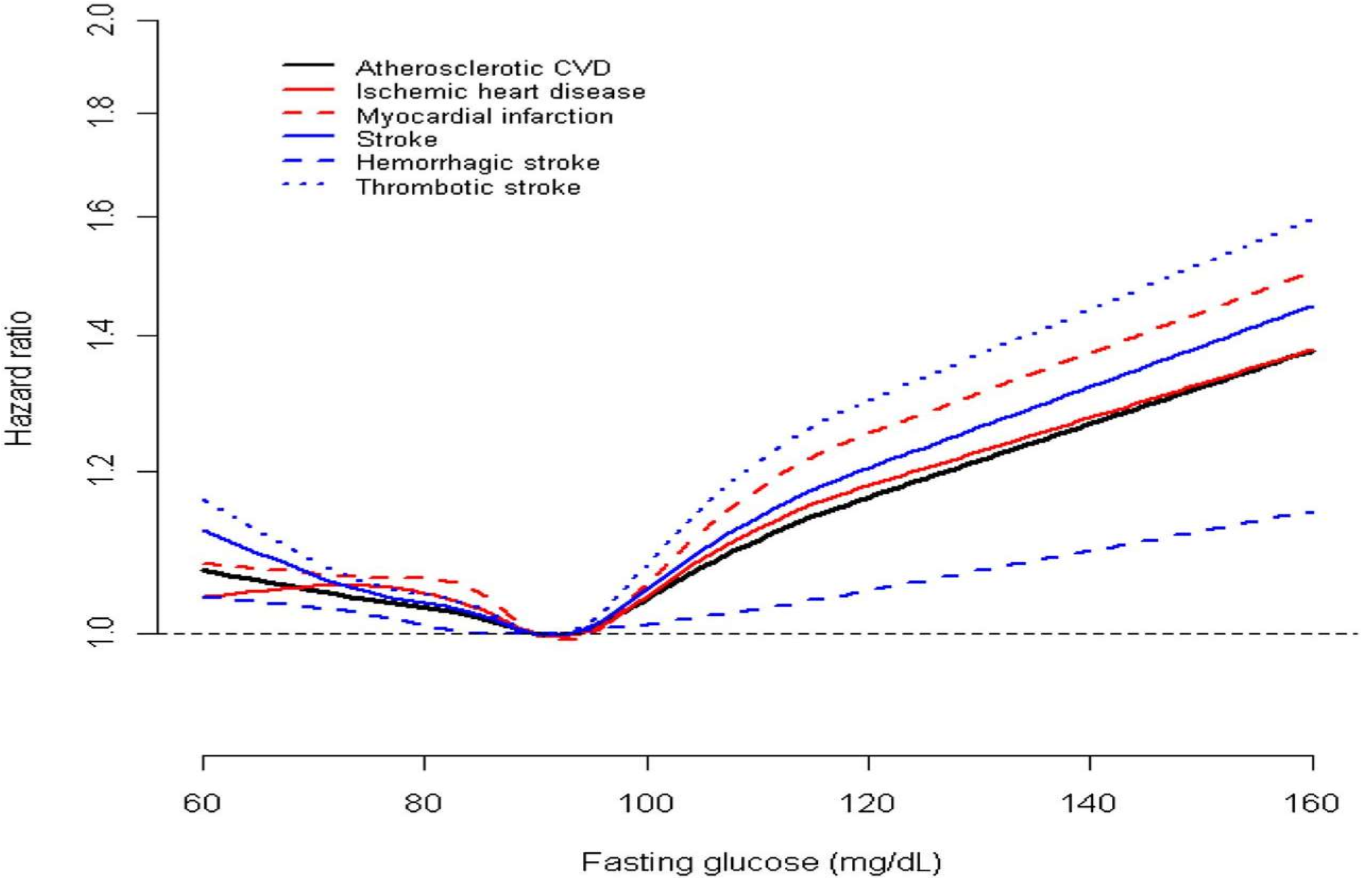 2.0
1.8
1.6
1.4
1.2
1.0
Hazard ratio
Atherosclerotic CVD
Ischemic heart disease
Myocardial infarction
Stroke
Hemorrhagic stroke
Thrombotic stroke
60 80 100 120 140 160
Fasting glucose (mg/dL)